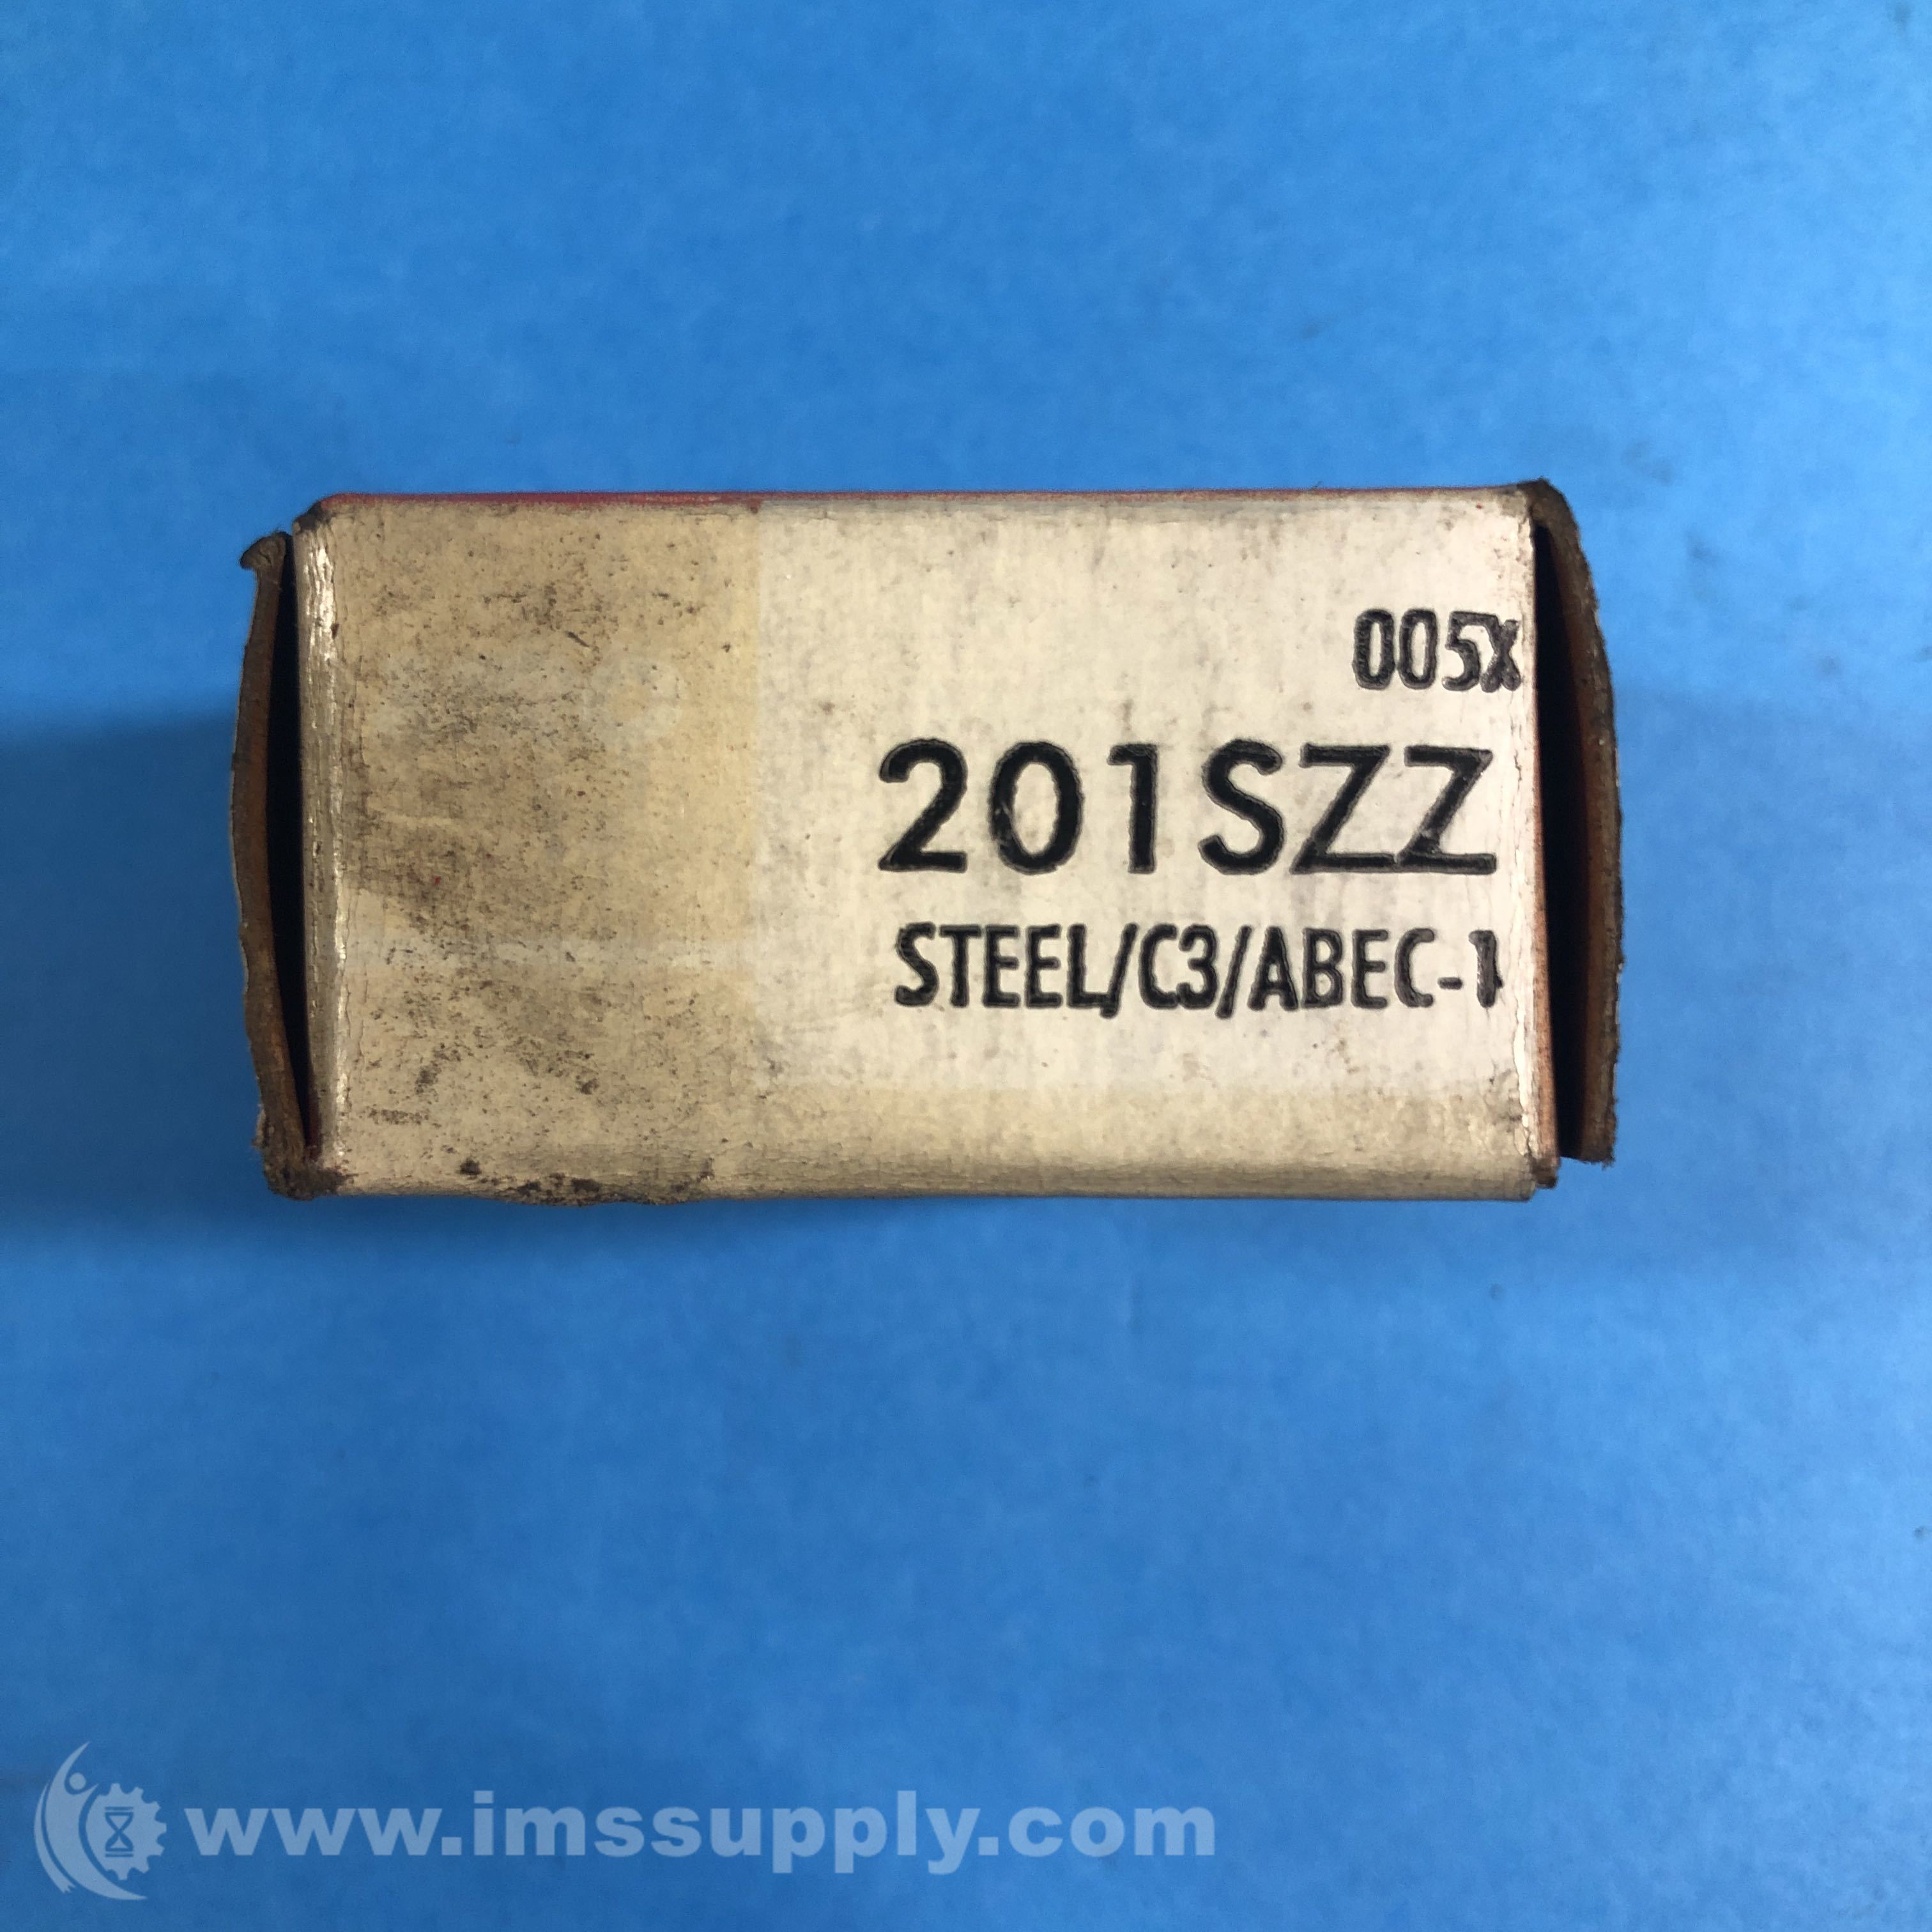 005X
201SZZ
STEEL/C3/ABEC-1
www.imssupply.com